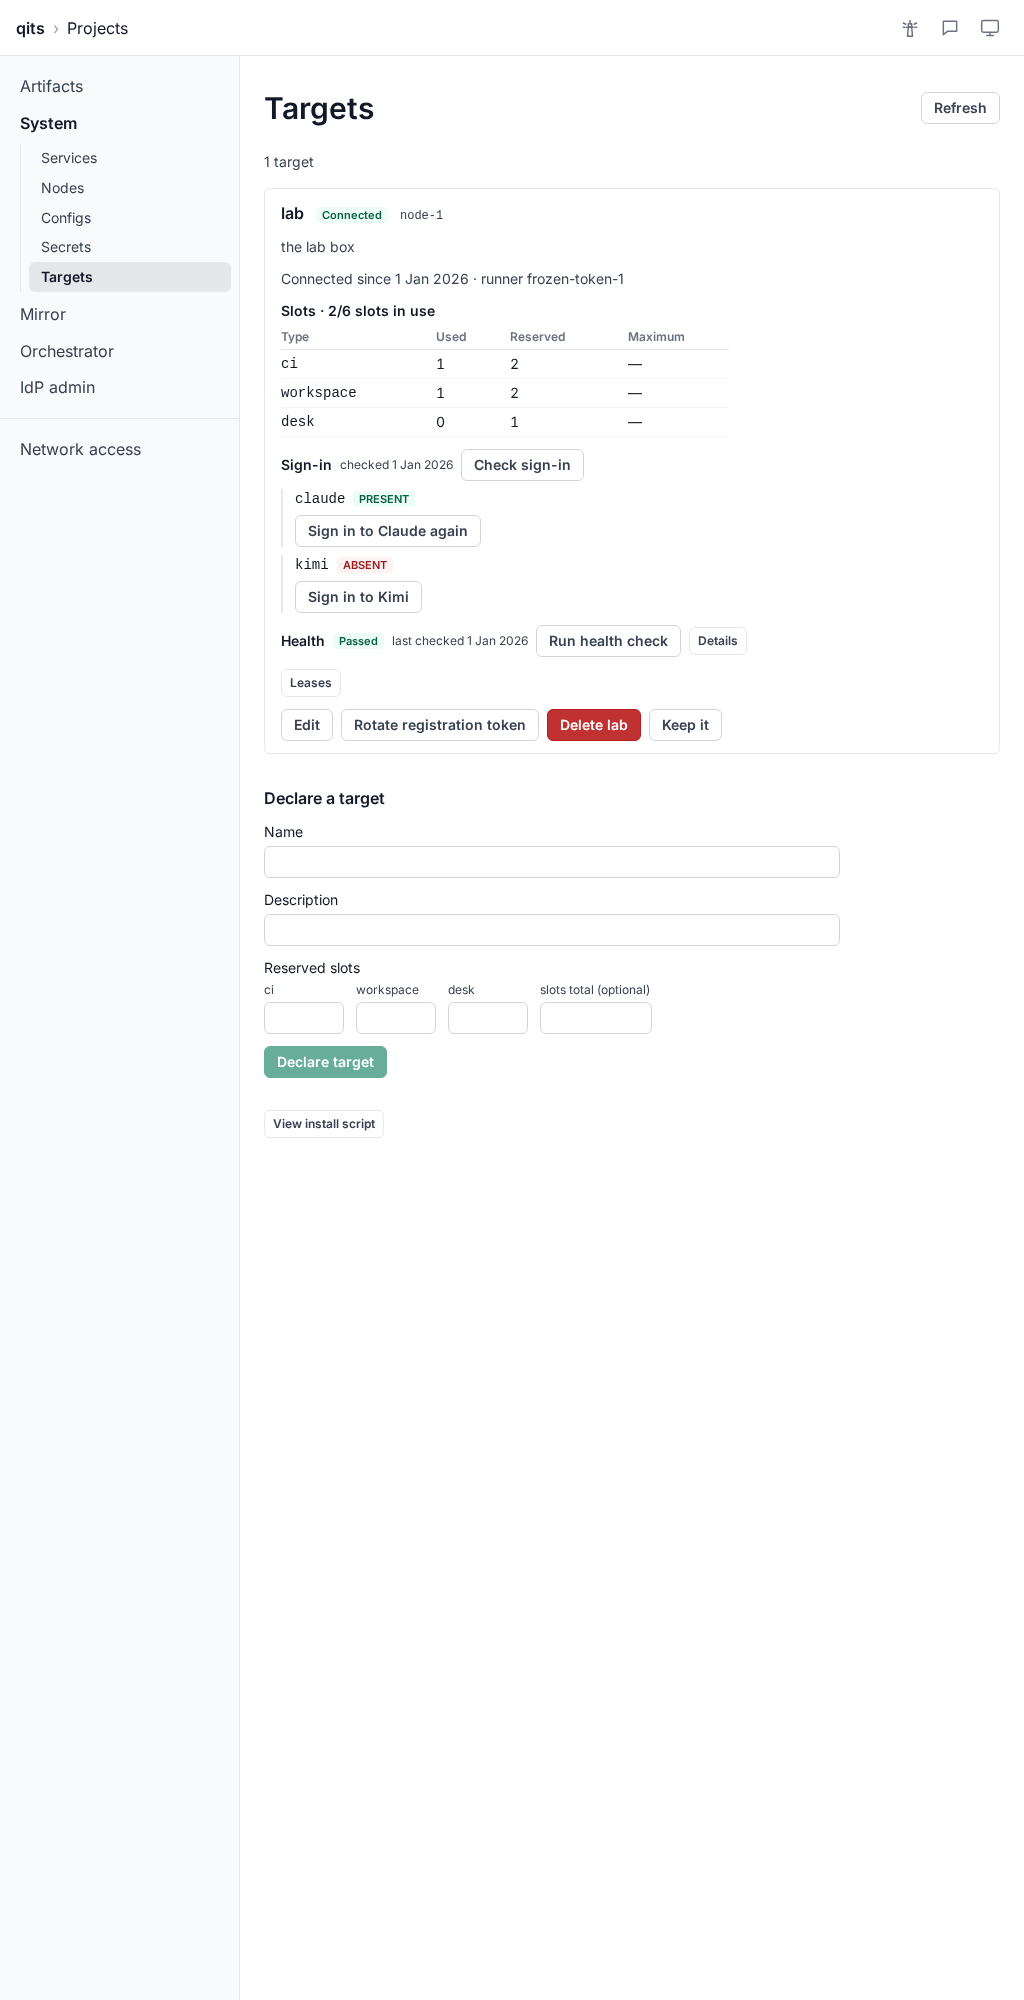 qits › Projects
Artifacts
System
Services
Nodes
Configs
Secrets
Targets
Mirror
Orchestrator
IdP admin
Network access
Targets
Refresh
1 target
lab Connected node-1
the lab box
Connected since 1 Jan 2026 · runner frozen-token-1
Slots · 2/6 slots in use
Type Used Reserved Maximum
ci 1 2 —
workspace 1 2 —
desk 0 1 —
Sign-in checked 1 Jan 2026 Check sign-in
claude PRESENT
Sign in to Claude again
kimi ABSENT
Sign in to Kimi
Health Passed last checked 1 Jan 2026 Run health check Details
Leases
Edit Rotate registration token Delete lab Keep it
Declare a target
Name
Description
Reserved slots
ci workspace desk slots total (optional)
Declare target
View install script